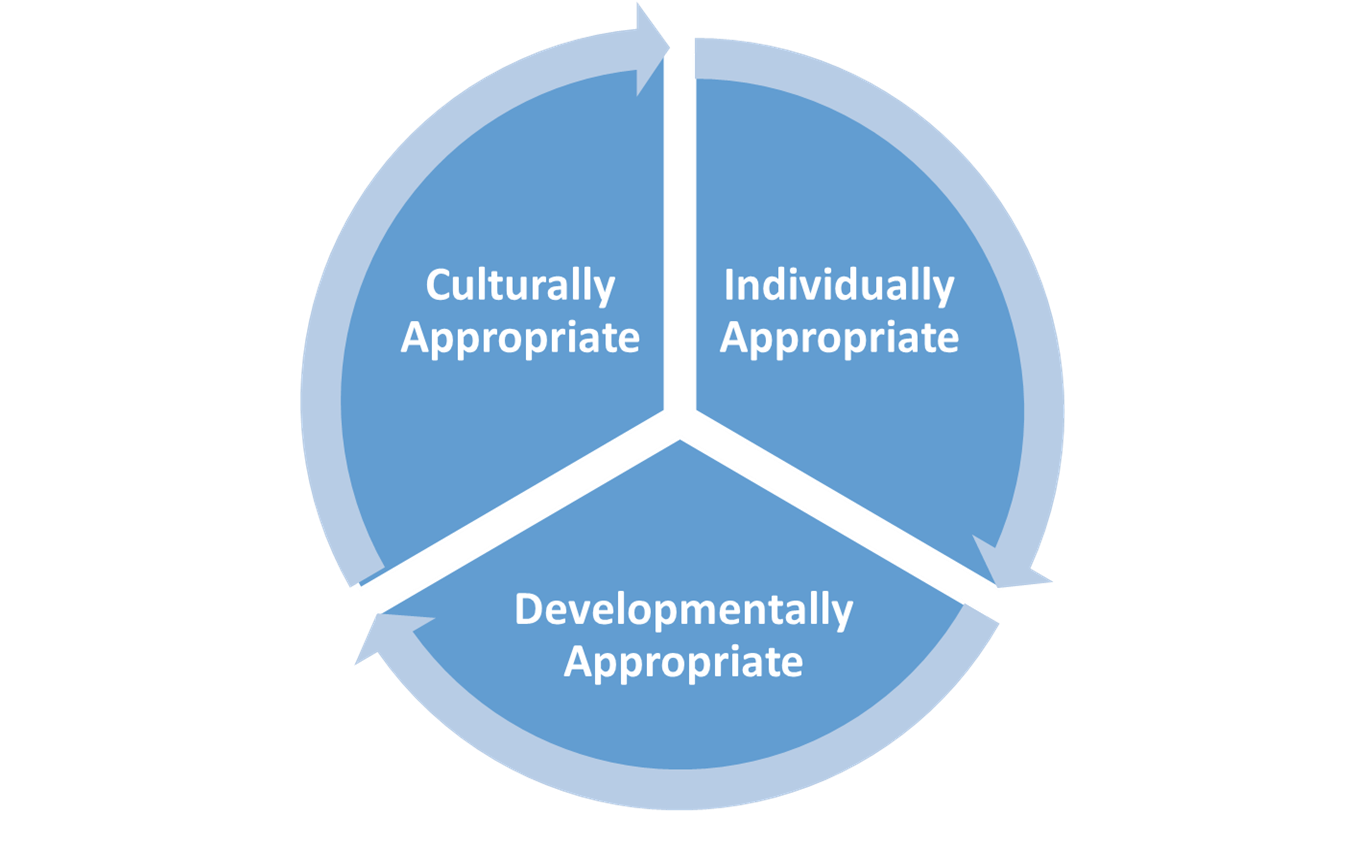 Culturally
Appropriate
Individually
Appropriate
Developmentally
Appropriate